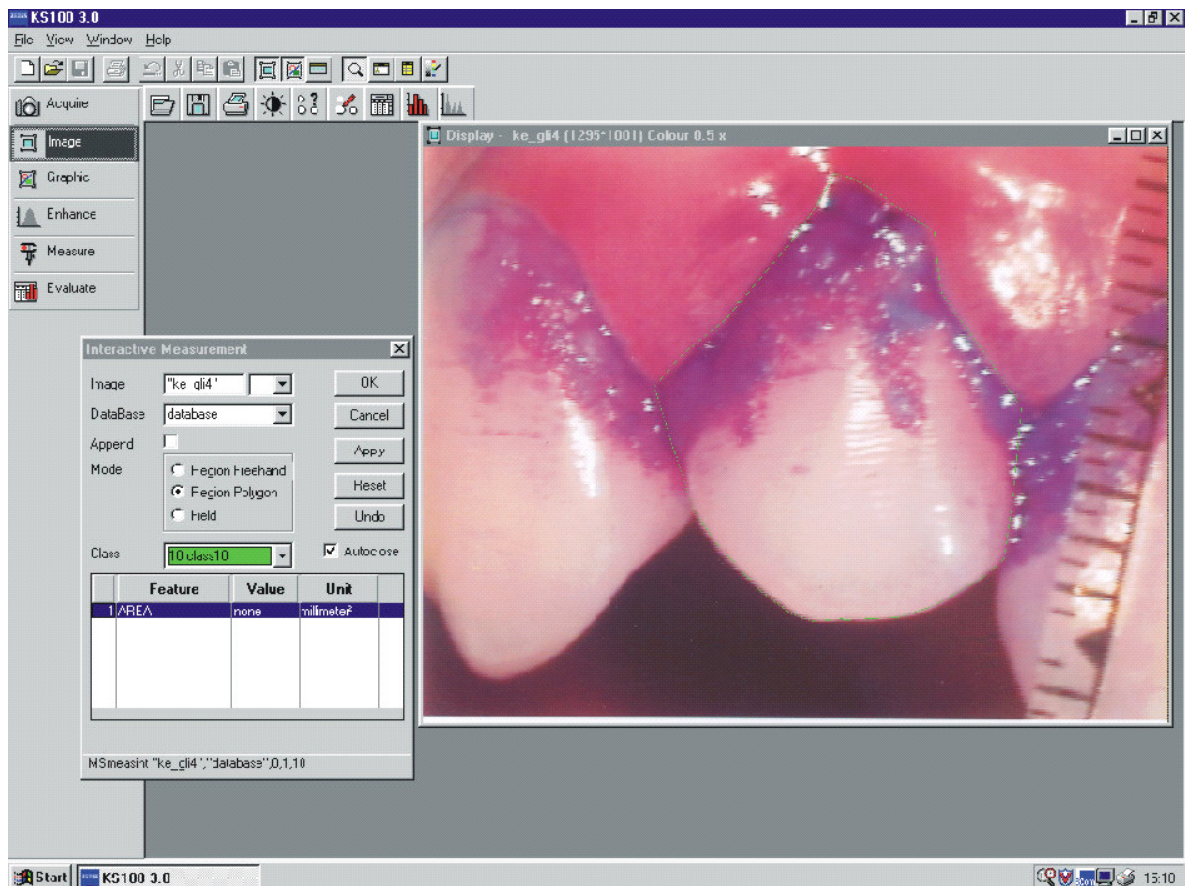 KS100 3.0
File View Window Help
Acquire
Image
Graphic
Enhance
Measure
Evaluate
Display - ke_gli4 (1295*1001) Colour 0.5 x
Interactive Measurement
Image "ke_gli4" OK
DataBase database Cancel
Append Apply
Mode Region Freehand
Region Polygon Reset
Field Undo
Class 10 class10 Autoclose
Feature Value Unit
1 AREA none millimeter²
MSmeasint "ke_gli4","database",0,1,10
Start KS100 3.0 15:10